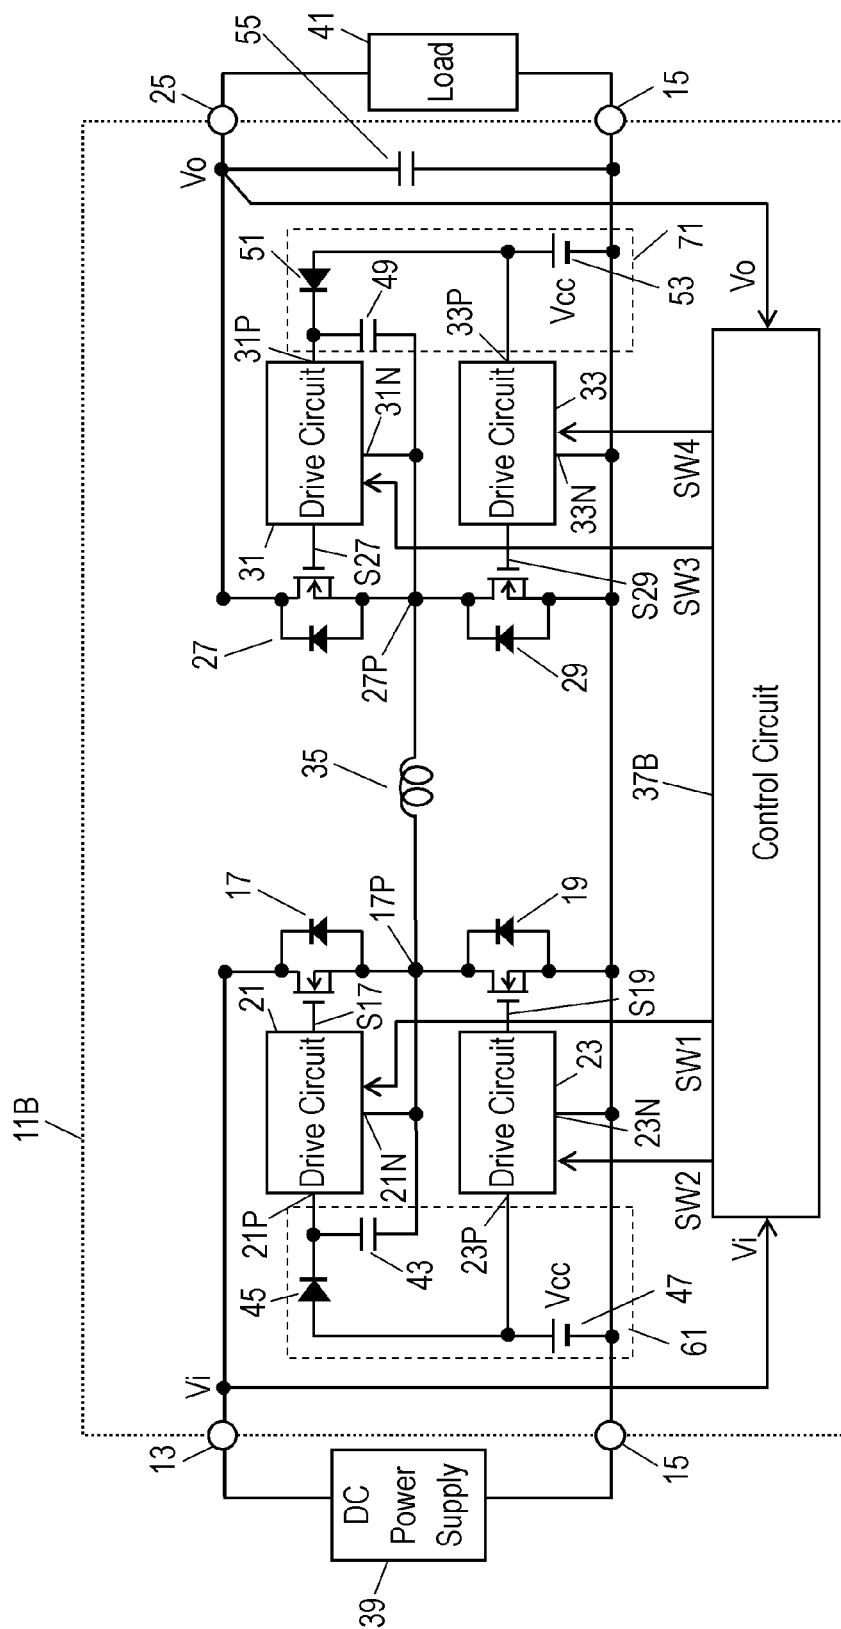 11B
Vi
Vo
13
25
DC
Power
Supply
39
Load
41
55
15
15
45
43
21P
21
Drive Circuit
21N
S17
17
17P
35
27P
27
S27
31
Drive Circuit
31P
31N
51
49
Vcc
47
61
23P
Drive Circuit
23
23N
S19
19
29
S29
Drive Circuit
33
33P
33N
Vcc
53
71
Vi
SW2
SW1
37B
SW3
SW4
Vo
Control Circuit